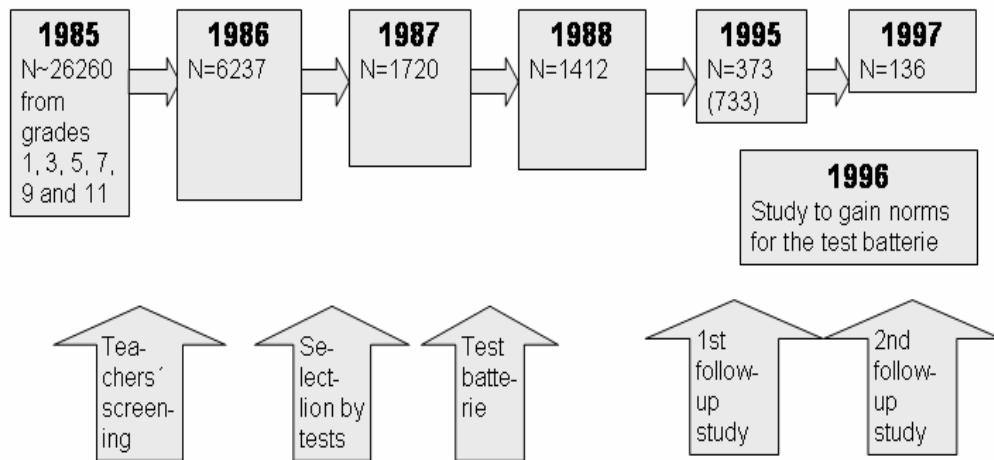 1985
N~26260
from
grades
1, 3, 5, 7,
9 and 11
1986
N=6237
1987
N=1720
1988
N=1412
1995
N=373
(733)
1997
N=136
1996
Study to gain norms
for the test batterie
Tea-
chers´
screen-
ing
Se-
lect-
lion by
tests
Test
batte-
rie
1st
follow-
up
study
2nd
follow-
up
study